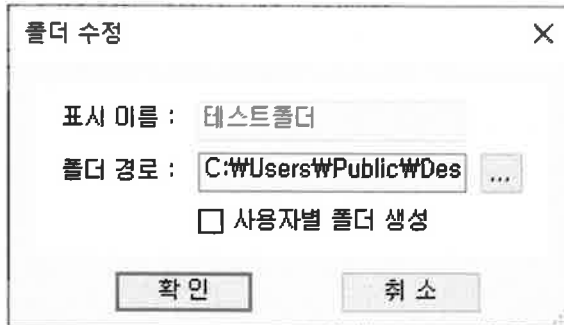 폴더 수정
표시 이름 : 테스트폴더
폴더 경로 : C:₩Users₩Public₩Des ...
사용자별 폴더 생성
확 인 취 소